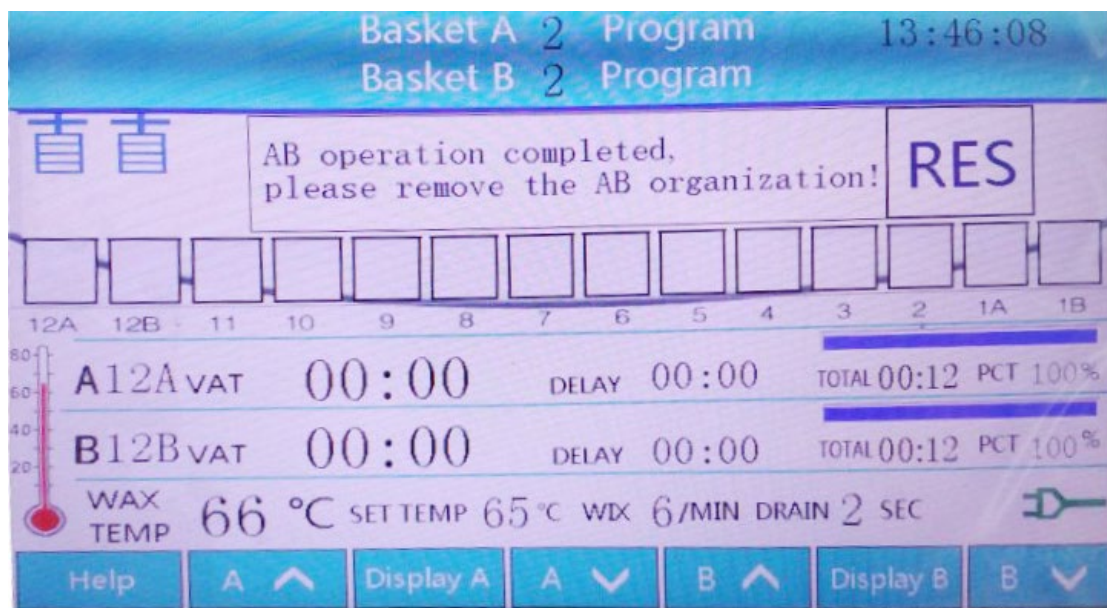 Basket A 2 Program 13:46:08
Basket B 2 Program
AB operation completed,
please remove the AB organization!
RES
12A 12B 11 10 9 8 7 6 5 4 3 2 1A 1B
80
60
40
20
A 12A VAT 00:00 DELAY 00:00 TOTAL 00:12 PCT 100%
B 12B VAT 00:00 DELAY 00:00 TOTAL 00:12 PCT 100%
WAX TEMP 66 °C SET TEMP 65 °C WIX 6/MIN DRAIN 2 SEC
Help A Display A A B Display B B